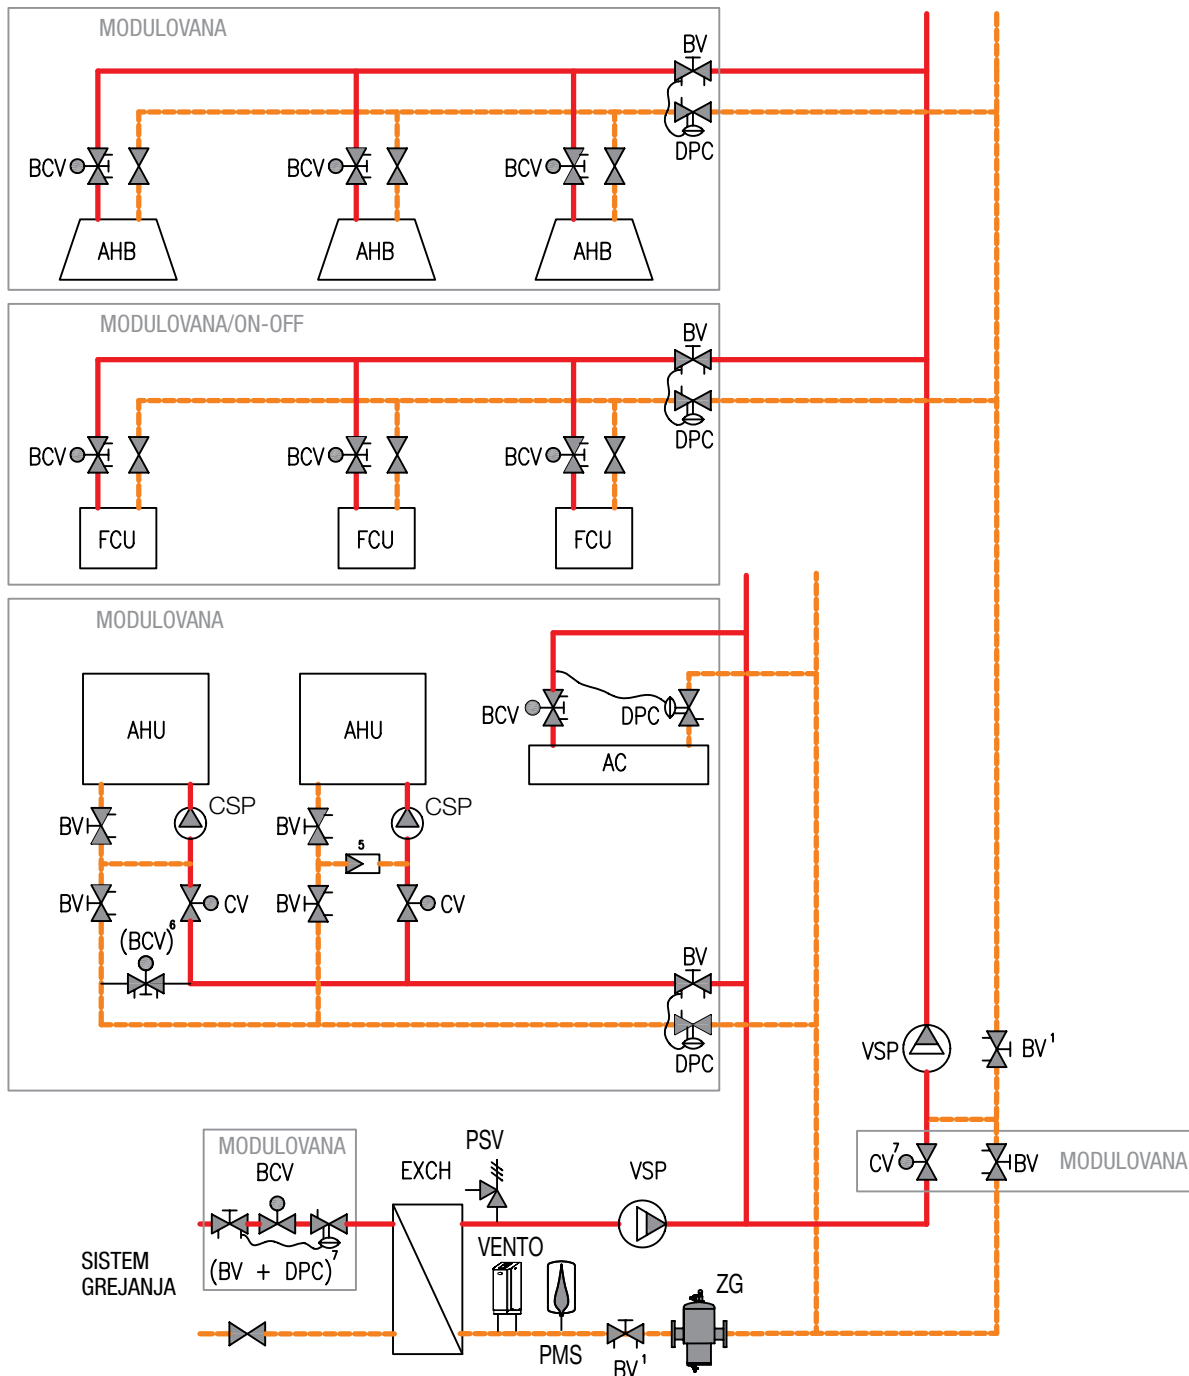 MODULOVANA
BV
DPC
BCV
BCV
BCV
AHB
AHB
AHB
MODULOVANA/ON-OFF
BV
DPC
BCV
BCV
BCV
FCU
FCU
FCU
MODULOVANA
AHU
AHU
BCV
DPC
AC
CSP
CSP
BV
BV
5
BV
CV
BV
CV
(BCV)⁶
BV
DPC
VSP
BV¹
CV⁷
BV
MODULOVANA
MODULOVANA
BCV
(BV + DPC)⁷
EXCH
PSV
VSP
SISTEM
GREJANJA
VENTO
PMS
BV¹
ZG